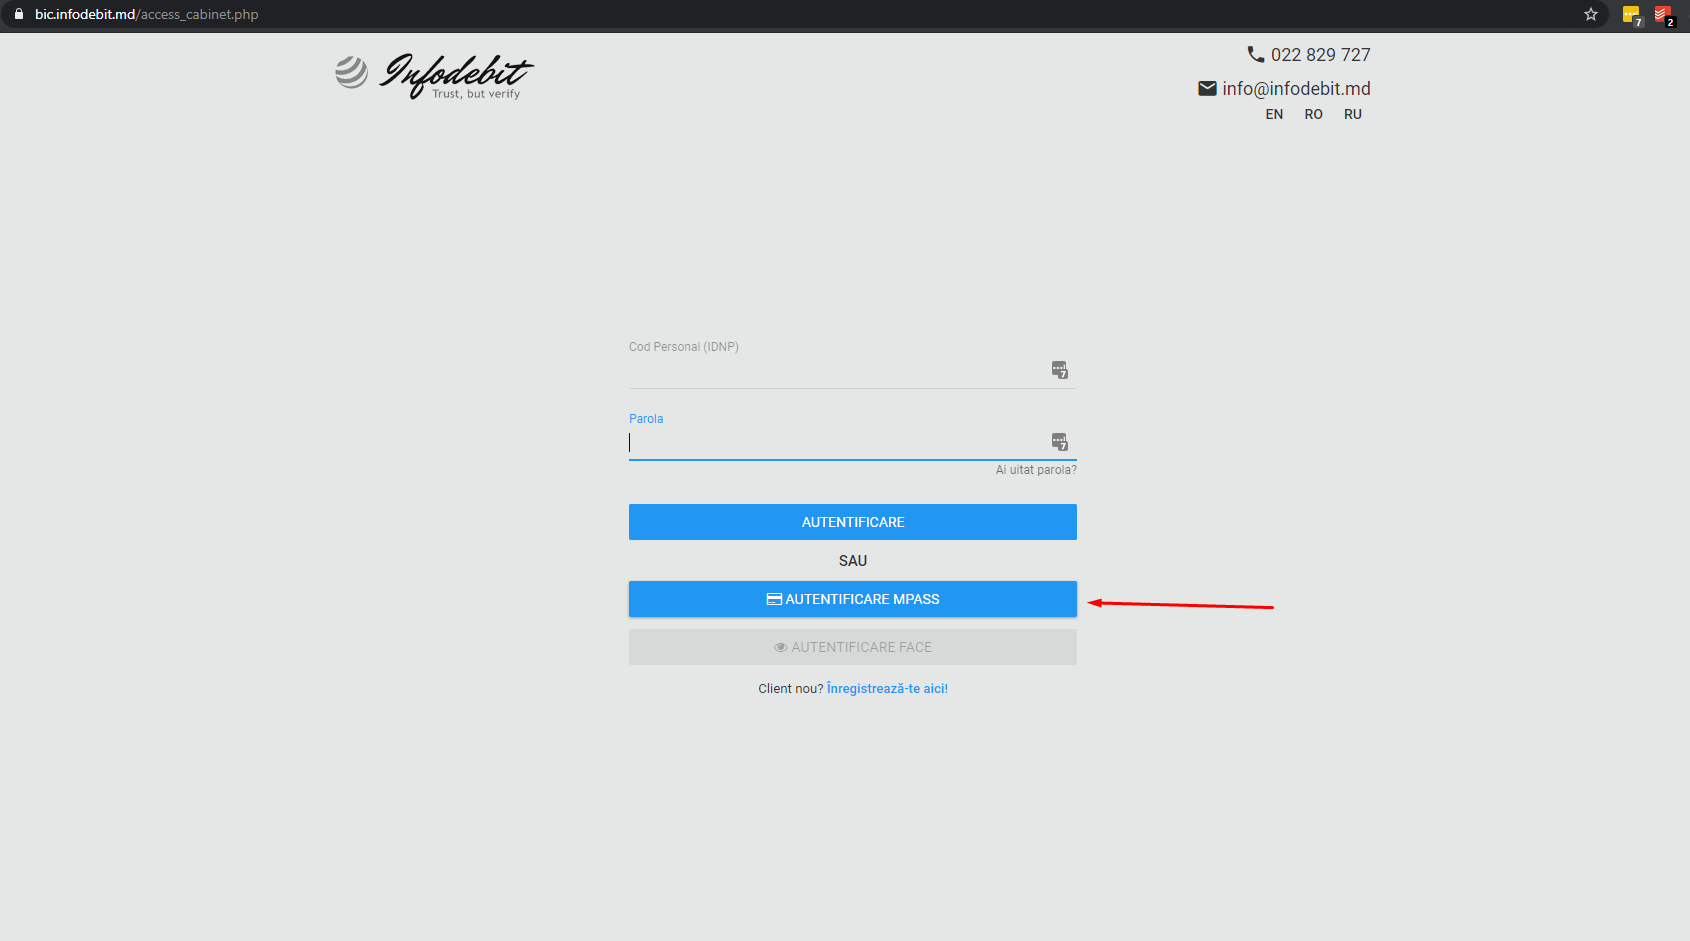 bic.infodebit.md/access_cabinet.php
7
2
Infodebit
Trust, but verify
022 829 727
info@infodebit.md
EN RO RU
Cod Personal (IDNP)
7
Parola
7
Ai uitat parola?
AUTENTIFICARE
SAU
AUTENTIFICARE MPASS
AUTENTIFICARE FACE
Client nou? Înregistrează-te aici!